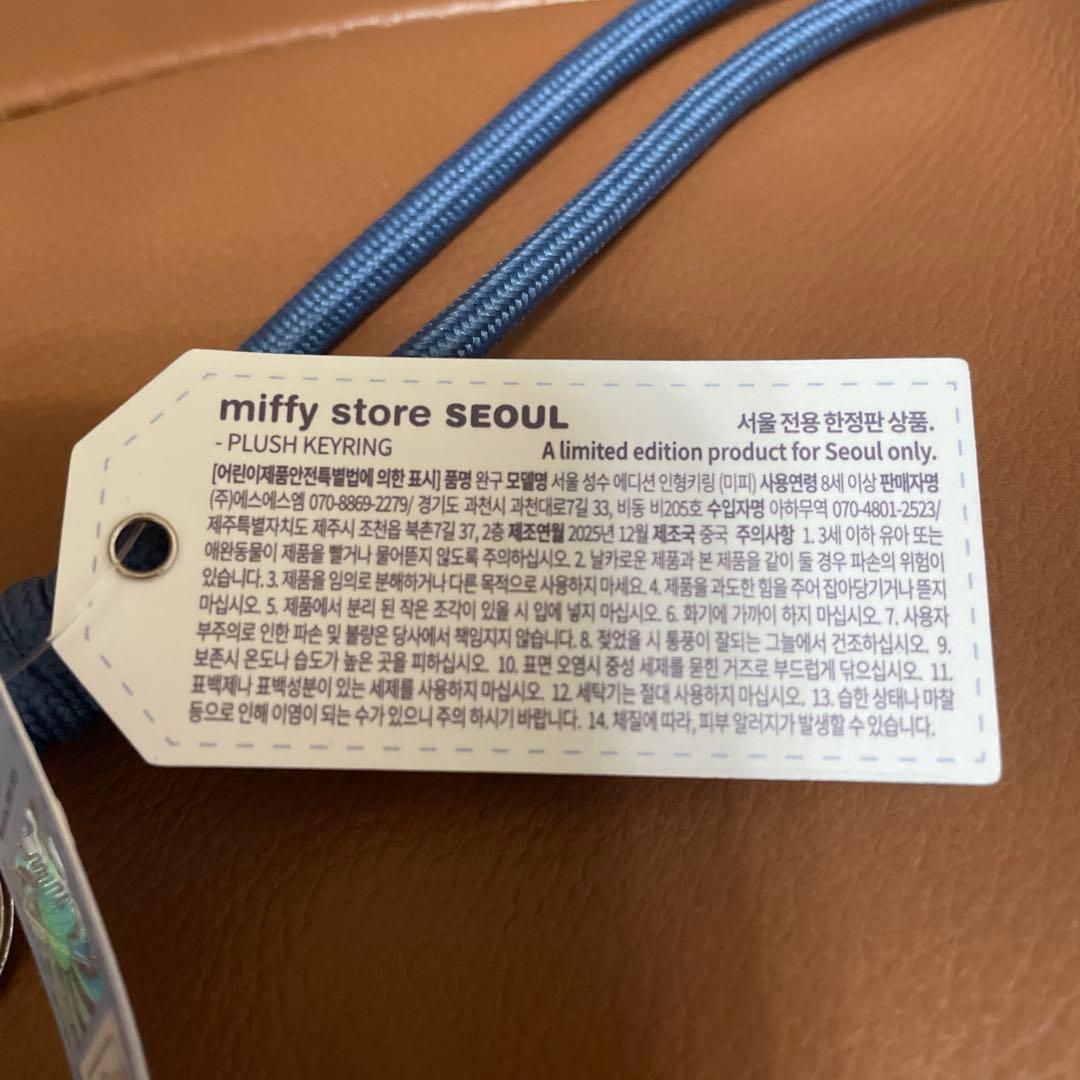 miffy store SEOUL
서울 전용 한정판 상품.
- PLUSH KEYRING
A limited edition product for Seoul only.
[어린이제품안전특별법에 의한 표시] 품명 완구 모델명 서울 성수 에디션 인형키링 (미피) 사용연령 8세 이상 판매자명
(주)에스에스엠 070-8869-2279/ 경기도 과천시 과천대로7길 33, 비동 비205호 수입자명 아하무역 070-4801-2523/
제주특별자치도 제주시 조천읍 북촌7길 37, 2층 제조연월 2025년 12월 제조국 중국 주의사항 1. 3세 이하 유아 또는
애완동물이 제품을 빨거나 물어뜯지 않도록 주의하십시오. 2. 날카로운 제품과 본 제품을 같이 둘 경우 파손의 위험이
있습니다. 3. 제품을 임의로 분해하거나 다른 목적으로 사용하지 마세요. 4. 제품을 과도한 힘을 주어 잡아당기거나 뜯지
마십시오. 5. 제품에서 분리 된 작은 조각이 있을 시 입에 넣지 마십시오. 6. 화기에 가까이 하지 마십시오. 7. 사용자
부주의로 인한 파손 및 불량은 당사에서 책임지지 않습니다. 8. 젖었을 시 통풍이 잘되는 그늘에서 건조하십시오. 9.
보존시 온도나 습도가 높은 곳을 피하십시오. 10. 표면 오염시 중성 세제를 묻힌 거즈로 부드럽게 닦으십시오. 11.
표백제나 표백성분이 있는 세제를 사용하지 마십시오. 12. 세탁기는 절대 사용하지 마십시오. 13. 습한 상태나 마찰
등으로 인해 이염이 되는 수가 있으니 주의 하시기 바랍니다. 14. 체질에 따라, 피부 알러지가 발생할 수 있습니다.